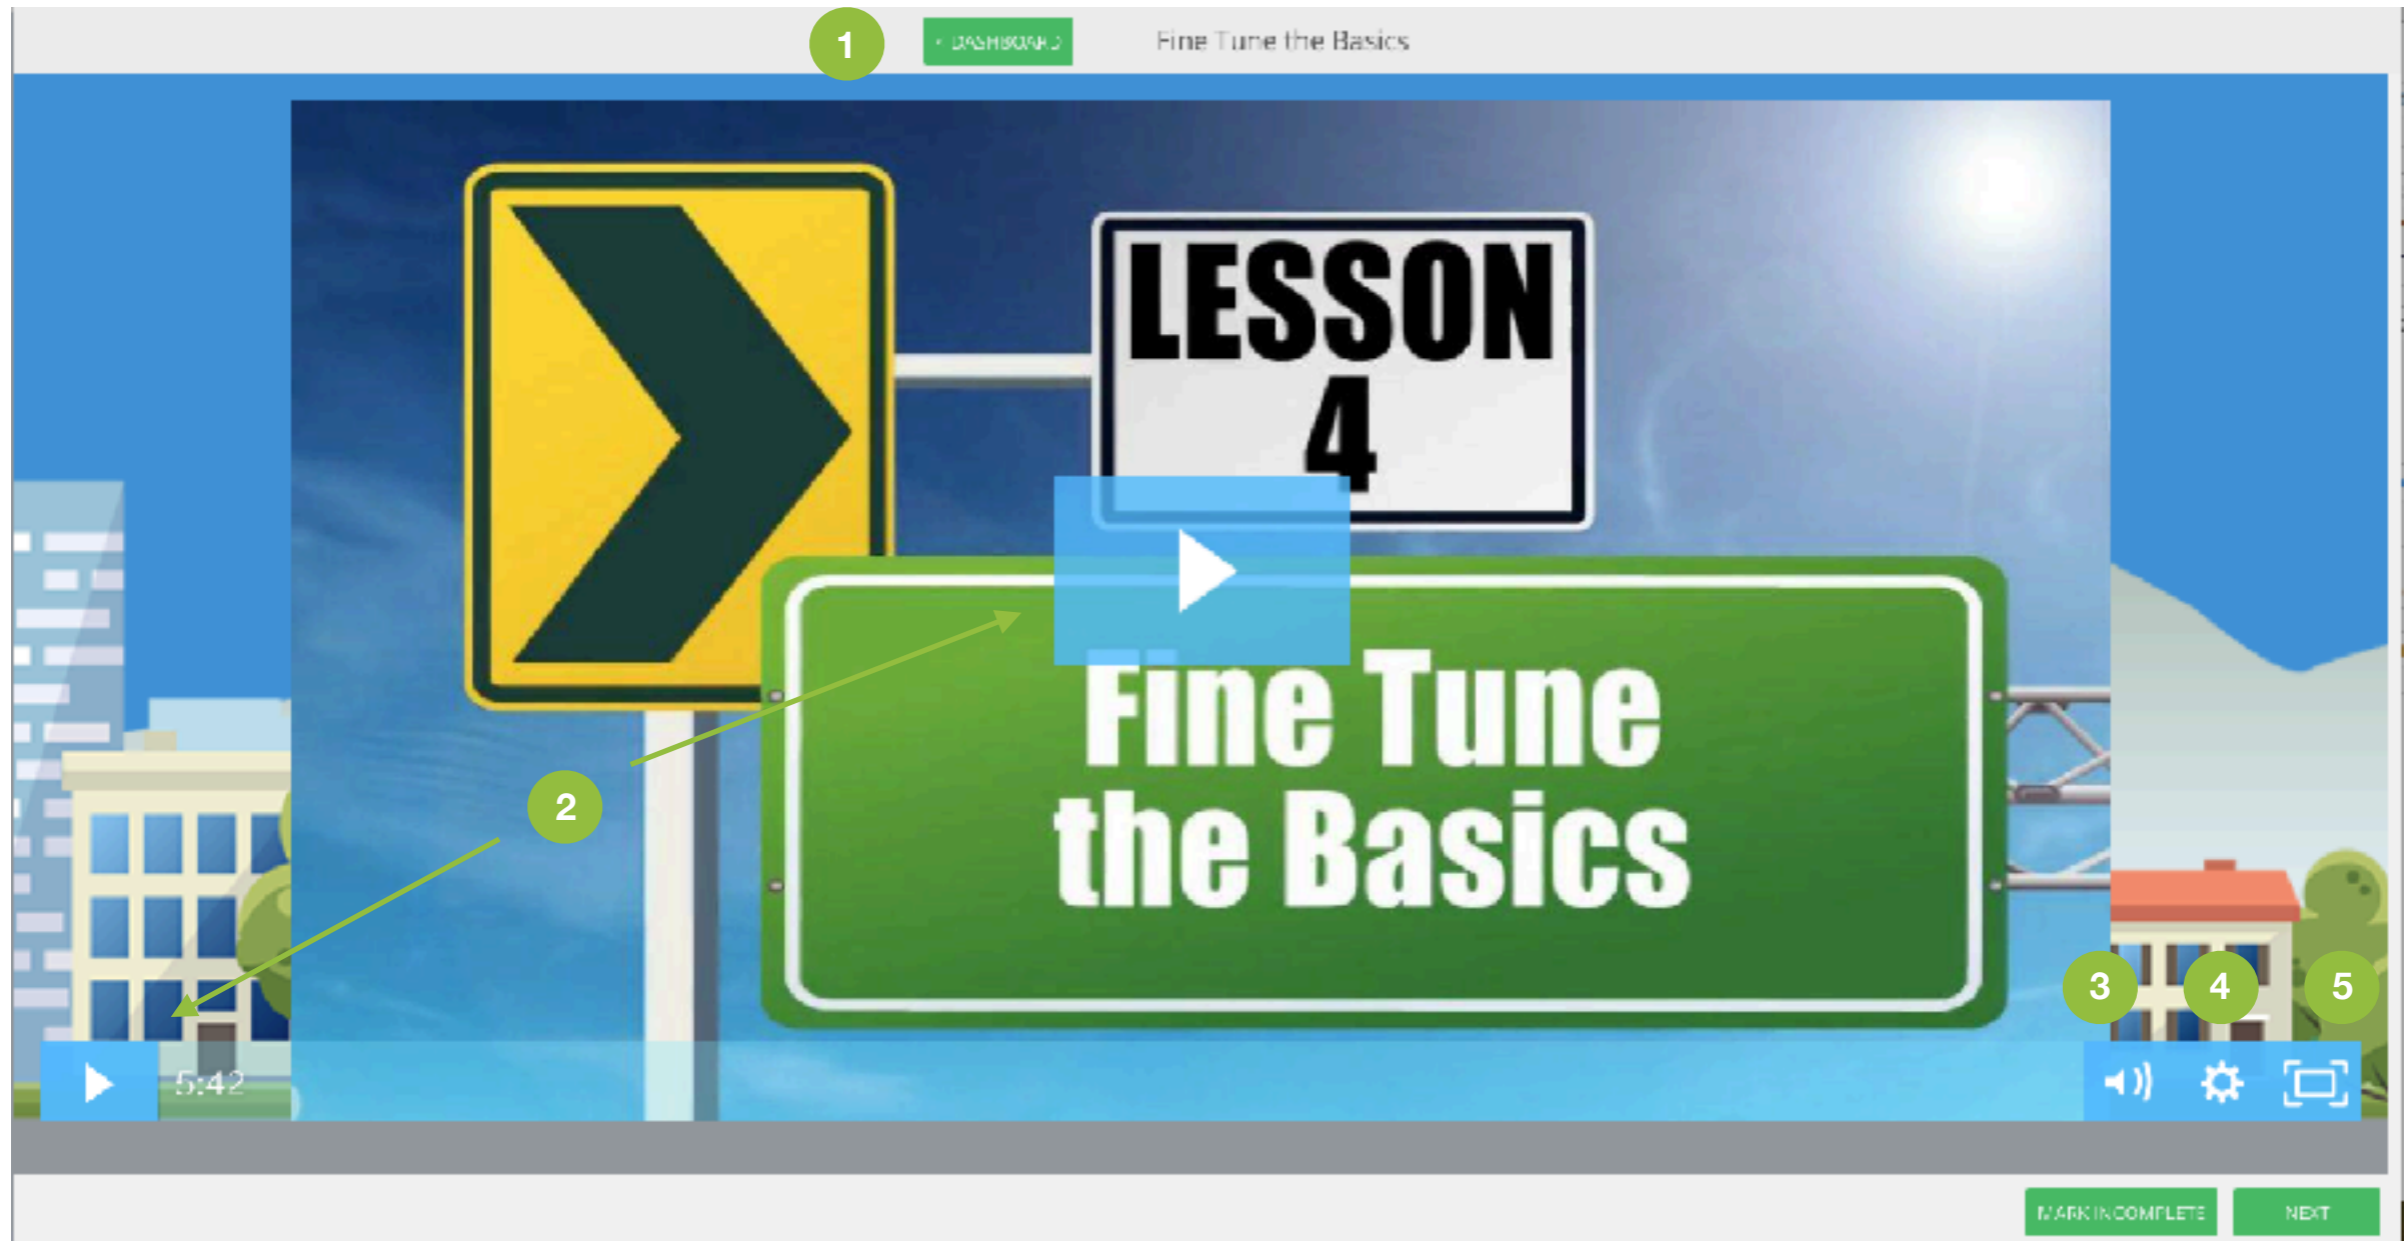 1
< DASHBOARD
Fine Tune the Basics
LESSON
4
Fine Tune
the Basics
2
3
4
5
5:42
MARK INCOMPLETE
NEXT